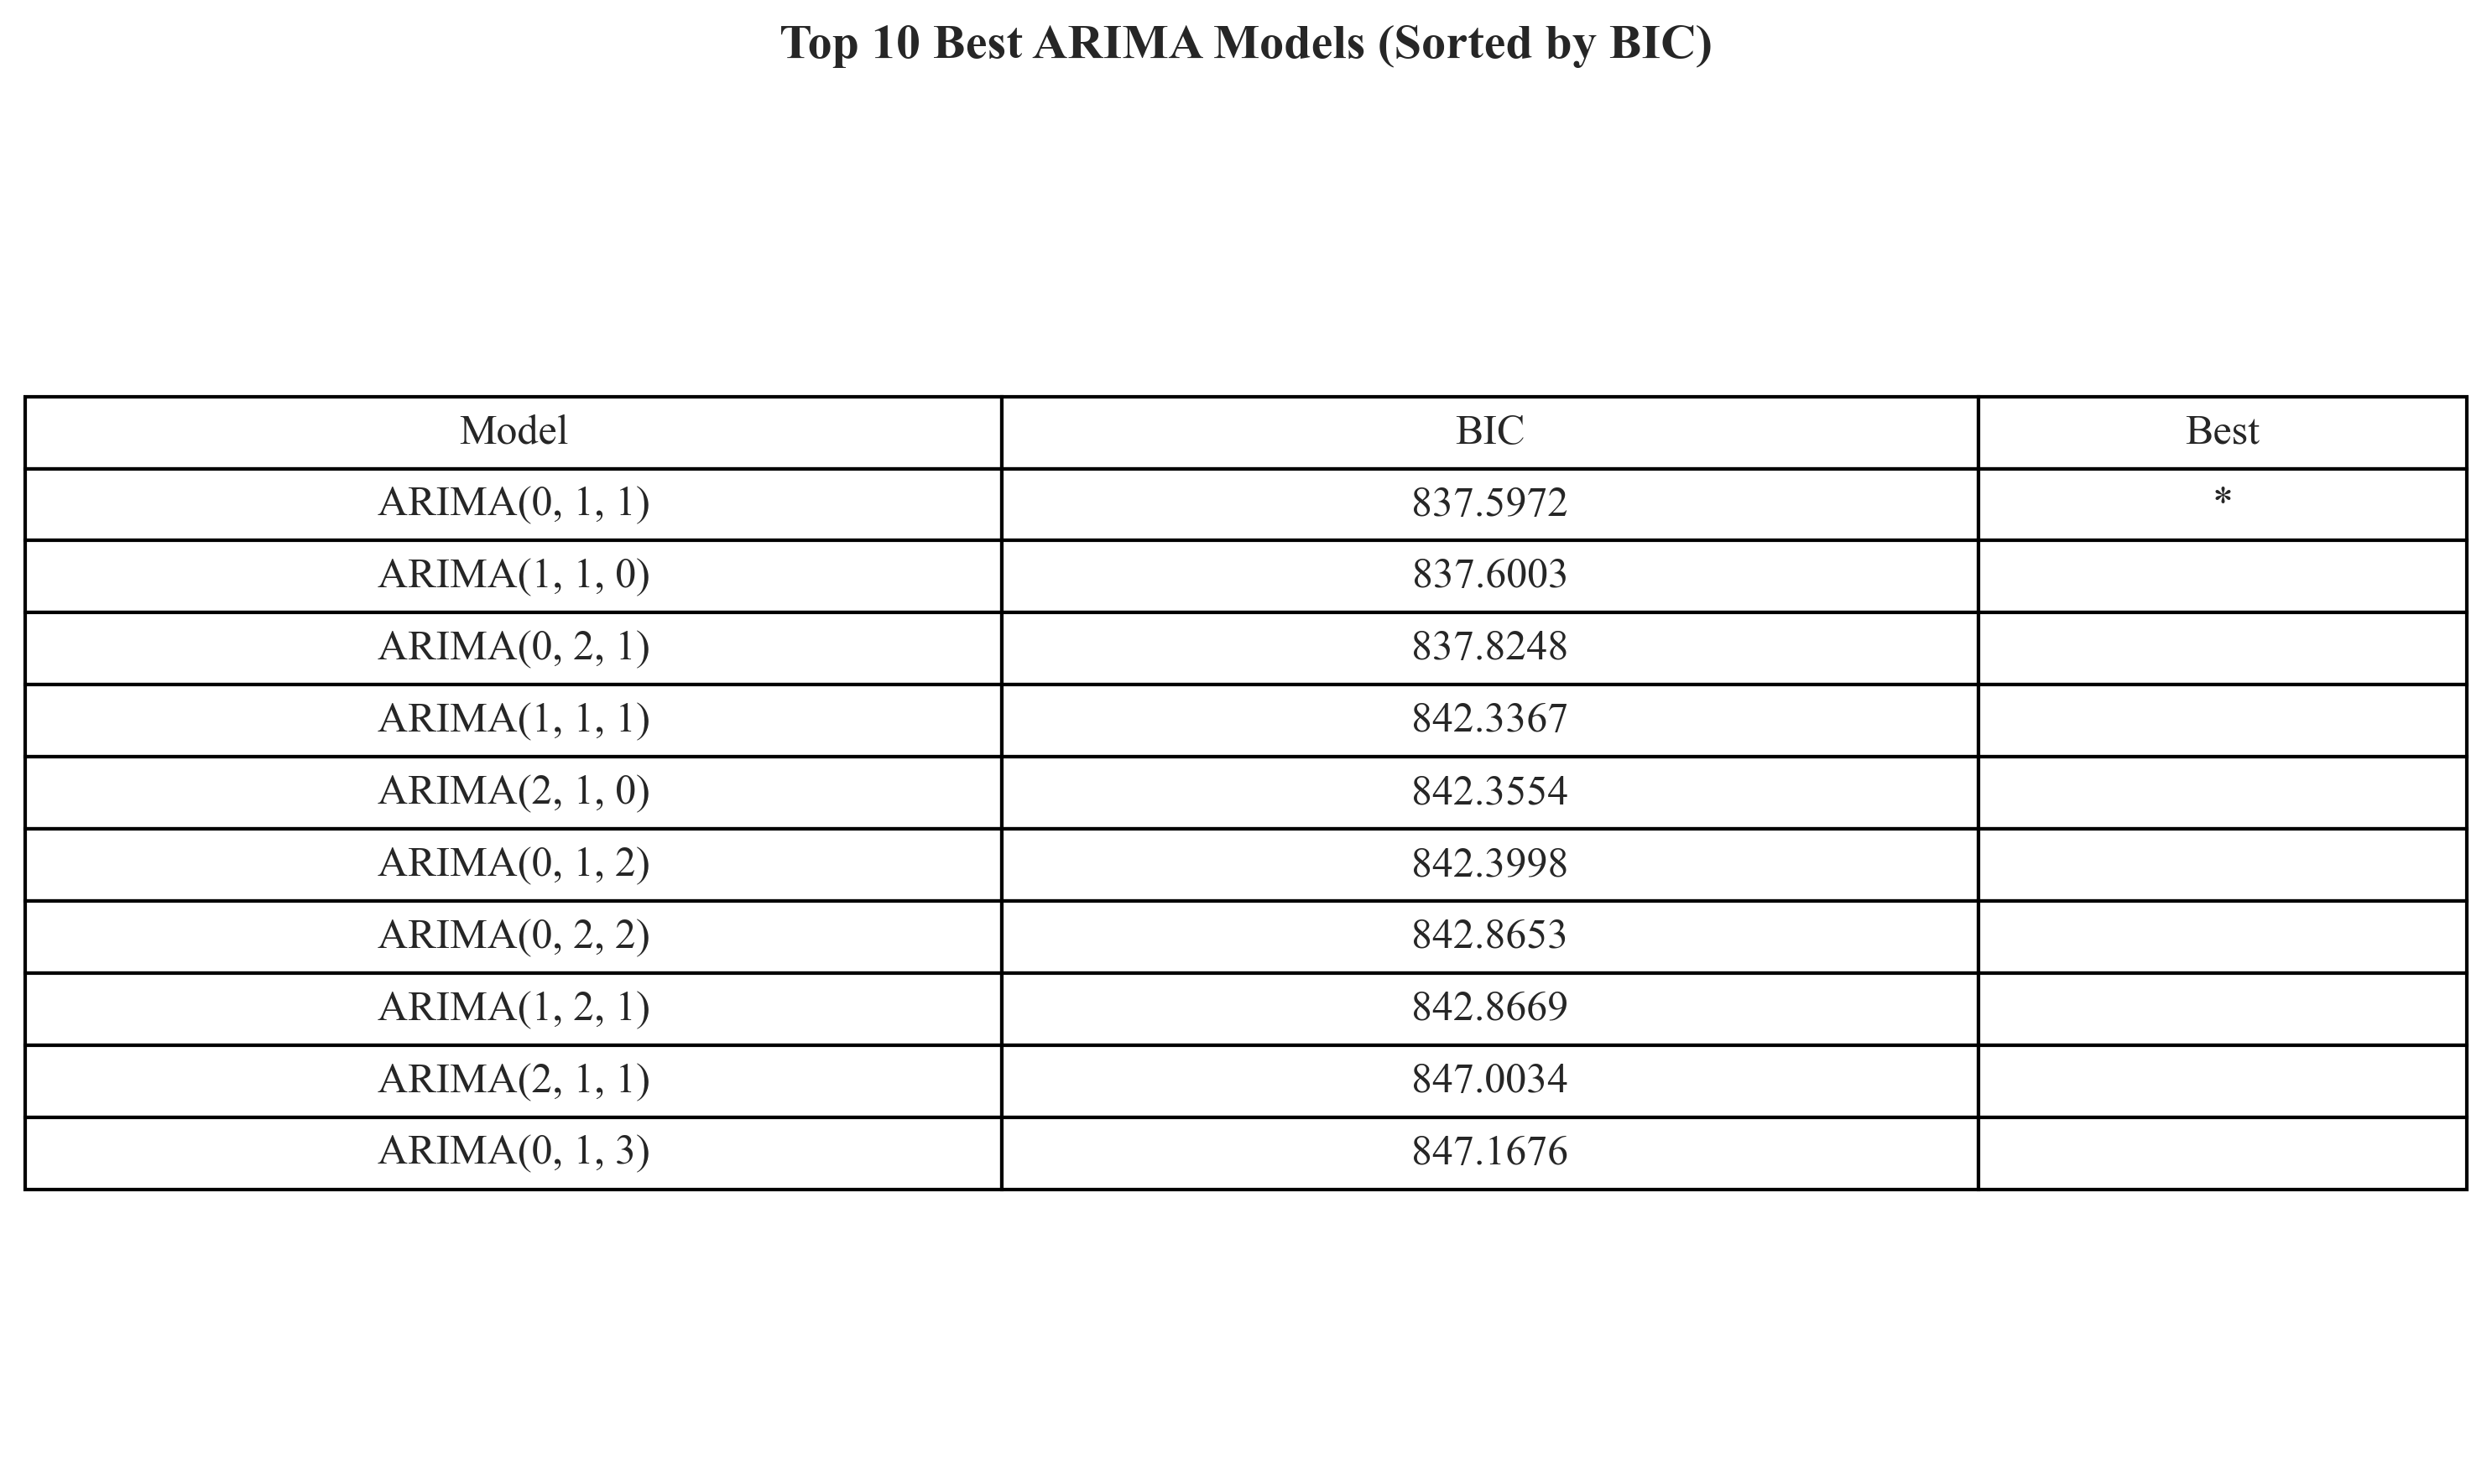 Top 10 Best ARIMA Models (Sorted by BIC)
Model BIC Best
ARIMA(0, 1, 1) 837.5972 *
ARIMA(1, 1, 0) 837.6003
ARIMA(0, 2, 1) 837.8248
ARIMA(1, 1, 1) 842.3367
ARIMA(2, 1, 0) 842.3554
ARIMA(0, 1, 2) 842.3998
ARIMA(0, 2, 2) 842.8653
ARIMA(1, 2, 1) 842.8669
ARIMA(2, 1, 1) 847.0034
ARIMA(0, 1, 3) 847.1676